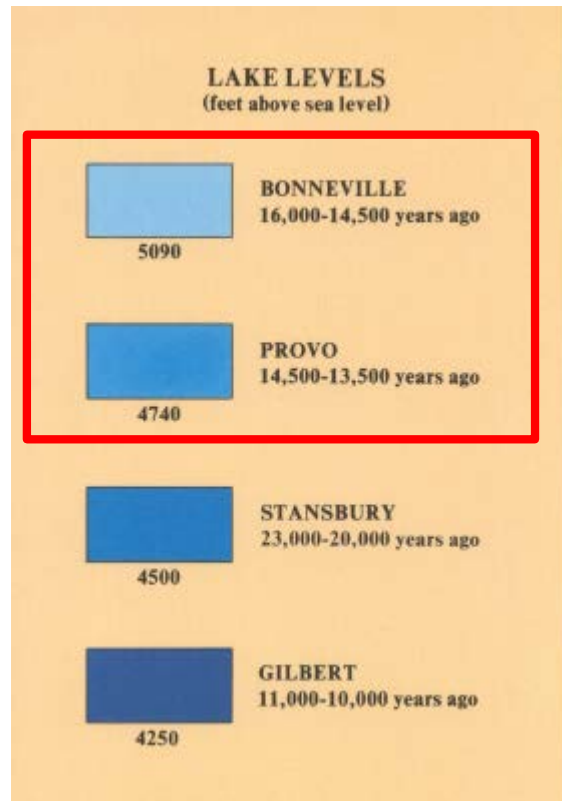 LAKE LEVELS
(feet above sea level)
BONNEVILLE
16,000-14,500 years ago
5090
PROVO
14,500-13,500 years ago
4740
STANSBURY
23,000-20,000 years ago
4500
GILBERT
11,000-10,000 years ago
4250